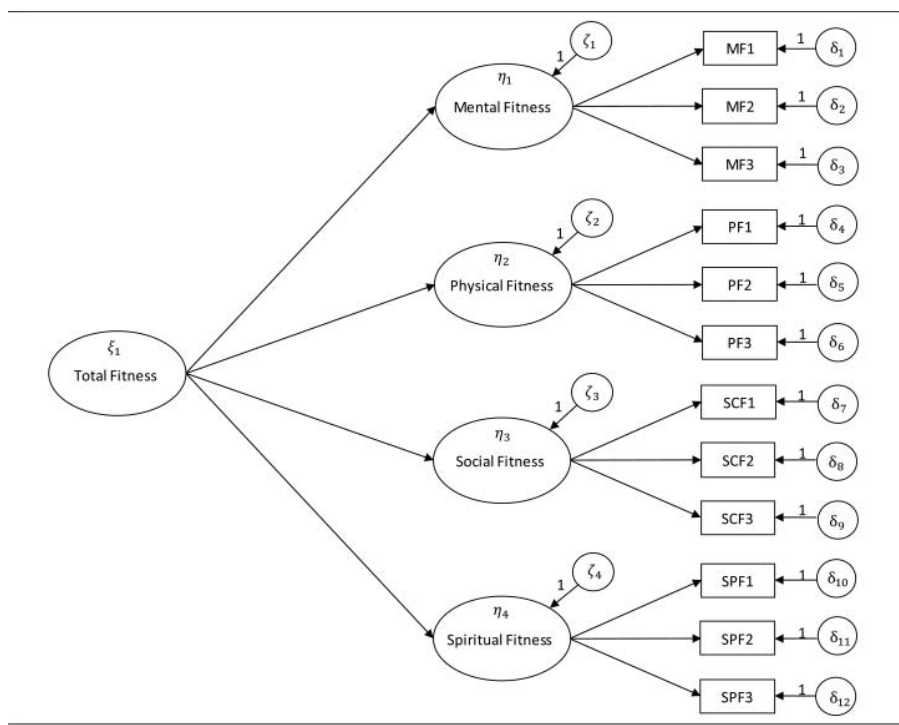 ξ₁
Total Fitness
η₁
Mental Fitness
1
ζ₁
MF1
1
δ₁
MF2
1
δ₂
MF3
1
δ₃
η₂
Physical Fitness
1
ζ₂
PF1
1
δ₄
PF2
1
δ₅
PF3
1
δ₆
η₃
Social Fitness
1
ζ₃
SCF1
1
δ₇
SCF2
1
δ₈
SCF3
1
δ₉
η₄
Spiritual Fitness
1
ζ₄
SPF1
1
δ₁₀
SPF2
1
δ₁₁
SPF3
1
δ₁₂